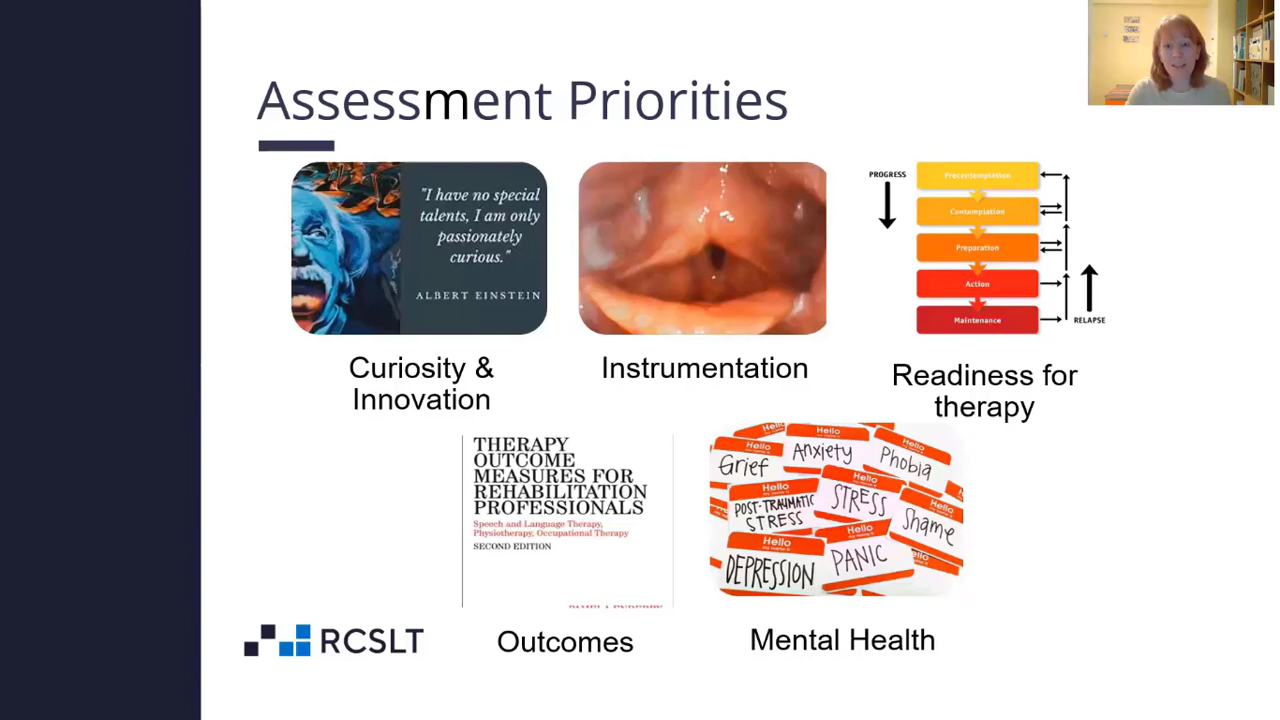 Assessment Priorities
"I have no special
talents, I am only
passionately
curious."
ALBERT EINSTEIN
Curiosity &
Innovation
Instrumentation
PROGRESS
Precontemplation
Contemplation
Preparation
Action
Maintenance
RELAPSE
Readiness for
therapy
THERAPY
OUTCOME
MEASURES FOR
REHABILITATION
PROFESSIONALS
Speech and Language Therapy,
Physiotherapy, Occupational Therapy
SECOND EDITION
PAMELA ENDERBY
Outcomes
Hello
Grief
Hello
Anxiety
Hello
Phobia
Hello
POST-TRAUMATIC
STRESS
Hello
STRESS
Hello
Shame
Hello
DEPRESSION
Hello
PANIC
Mental Health
RCSLT